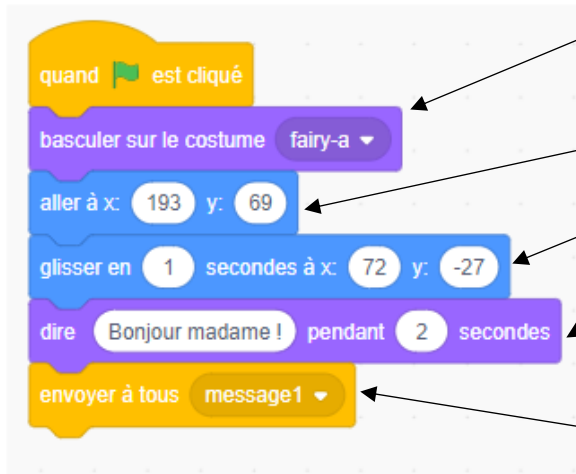 quand est cliqué
basculer sur le costume fairy-a
aller à x: 193 y: 69
glisser en 1 secondes à x: 72 y: -27
dire Bonjour madame ! pendant 2 secondes
envoyer à tous message1